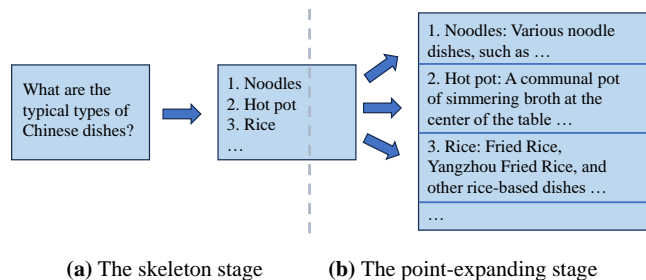 What are the
typical types of
Chinese dishes?
1. Noodles
2. Hot pot
3. Rice
…
1. Noodles: Various noodle
dishes, such as …
2. Hot pot: A communal pot
of simmering broth at the
center of the table …
3. Rice: Fried Rice,
Yangzhou Fried Rice, and
other rice-based dishes …
…
(a) The skeleton stage
(b) The point-expanding stage